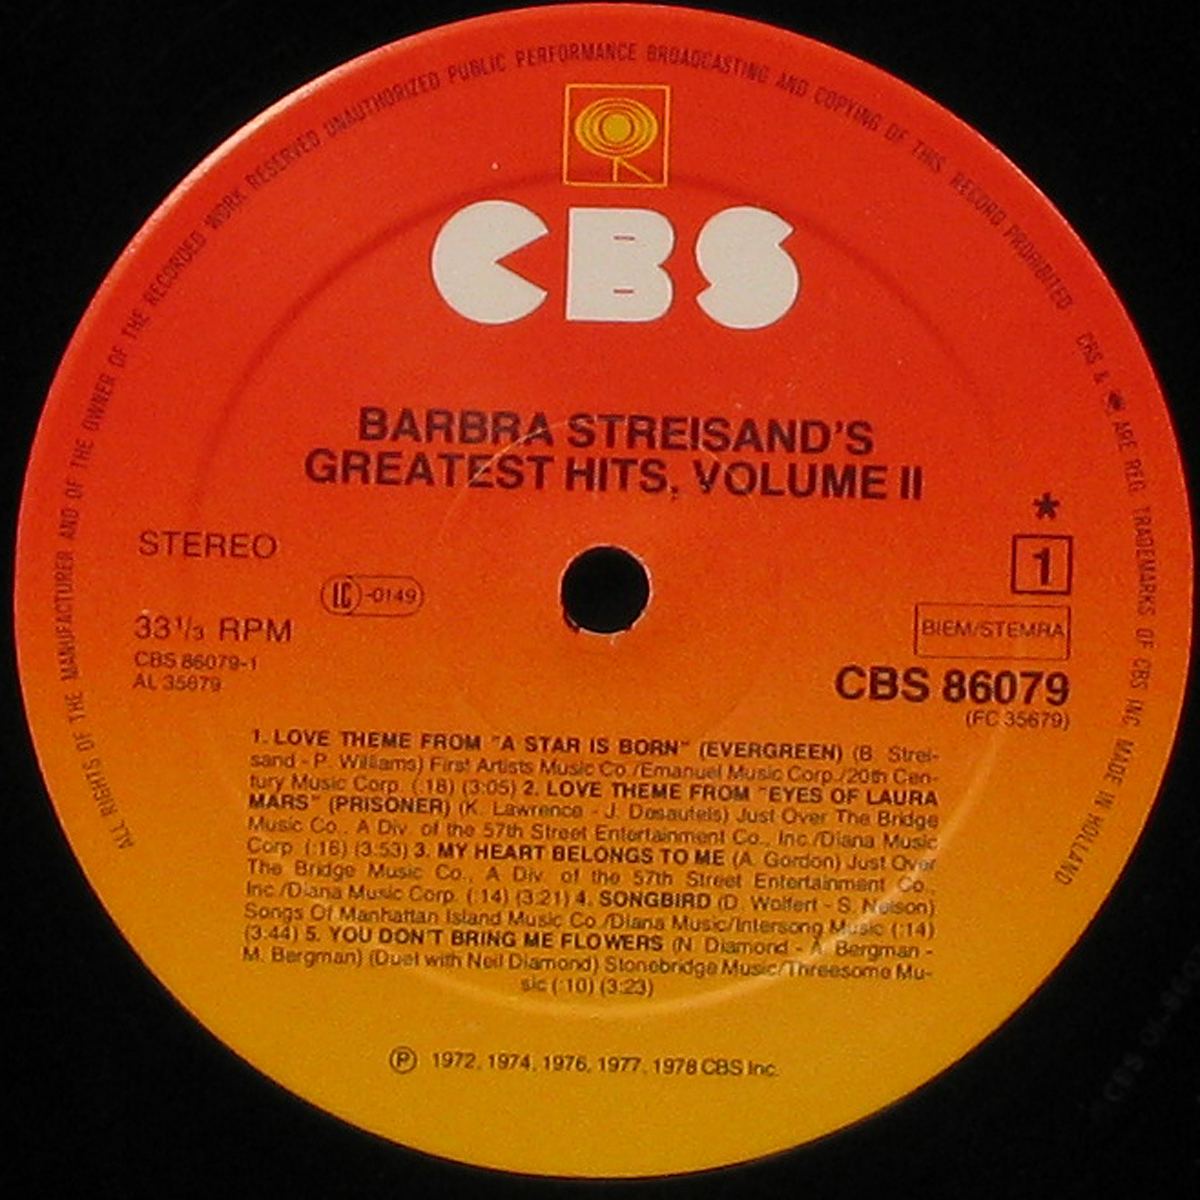 ALL RIGHTS OF THE MANUFACTURER AND OF THE OWNER OF THE RECORDED WORK RESERVED UNAUTHORIZED PUBLIC PERFORMANCE BROADCASTING AND COPYING OF THIS RECORD PROHIBITED CBS & ARE REG TRADEMARKS OF CBS INC MADE IN HOLLAND
CBS
BARBRA STREISAND'S
GREATEST HITS, VOLUME II
STEREO
LC -0149
33 1/3 RPM
CBS 86079-1
AL 35679
*
1
BIEM/STEMRA
CBS 86079
(FC 35679)
1. LOVE THEME FROM "A STAR IS BORN" (EVERGREEN) (B. Strei-
sand - P. Williams) First Artists Music Co./Emanuel Music Corp./20th Cen-
tury Music Corp. (:18) (3:05) 2. LOVE THEME FROM "EYES OF LAURA
MARS" (PRISONER) (K. Lawrence - J. Desautels) Just Over The Bridge
Music Co., A Div. of the 57th Street Entertainment Co., Inc./Diana Music
Corp. (:16) (3.53) 3. MY HEART BELONGS TO ME (A. Gordon) Just Over
The Bridge Music Co., A Div. of the 57th Street Entertainment Co.,
Inc./Diana Music Corp. (:14) (3:21) 4. SONGBIRD (D. Wolfert - S. Nelson)
Songs Of Manhattan Island Music Co./Diana Music/Intersong Music (:14)
(3:44) 5. YOU DON'T BRING ME FLOWERS (N. Diamond - A. Bergman -
M. Bergman) (Duet with Neil Diamond) Stonebridge Music/Threesome Mu-
sic (:10) (3:23)
℗ 1972, 1974, 1976, 1977, 1978 CBS Inc.